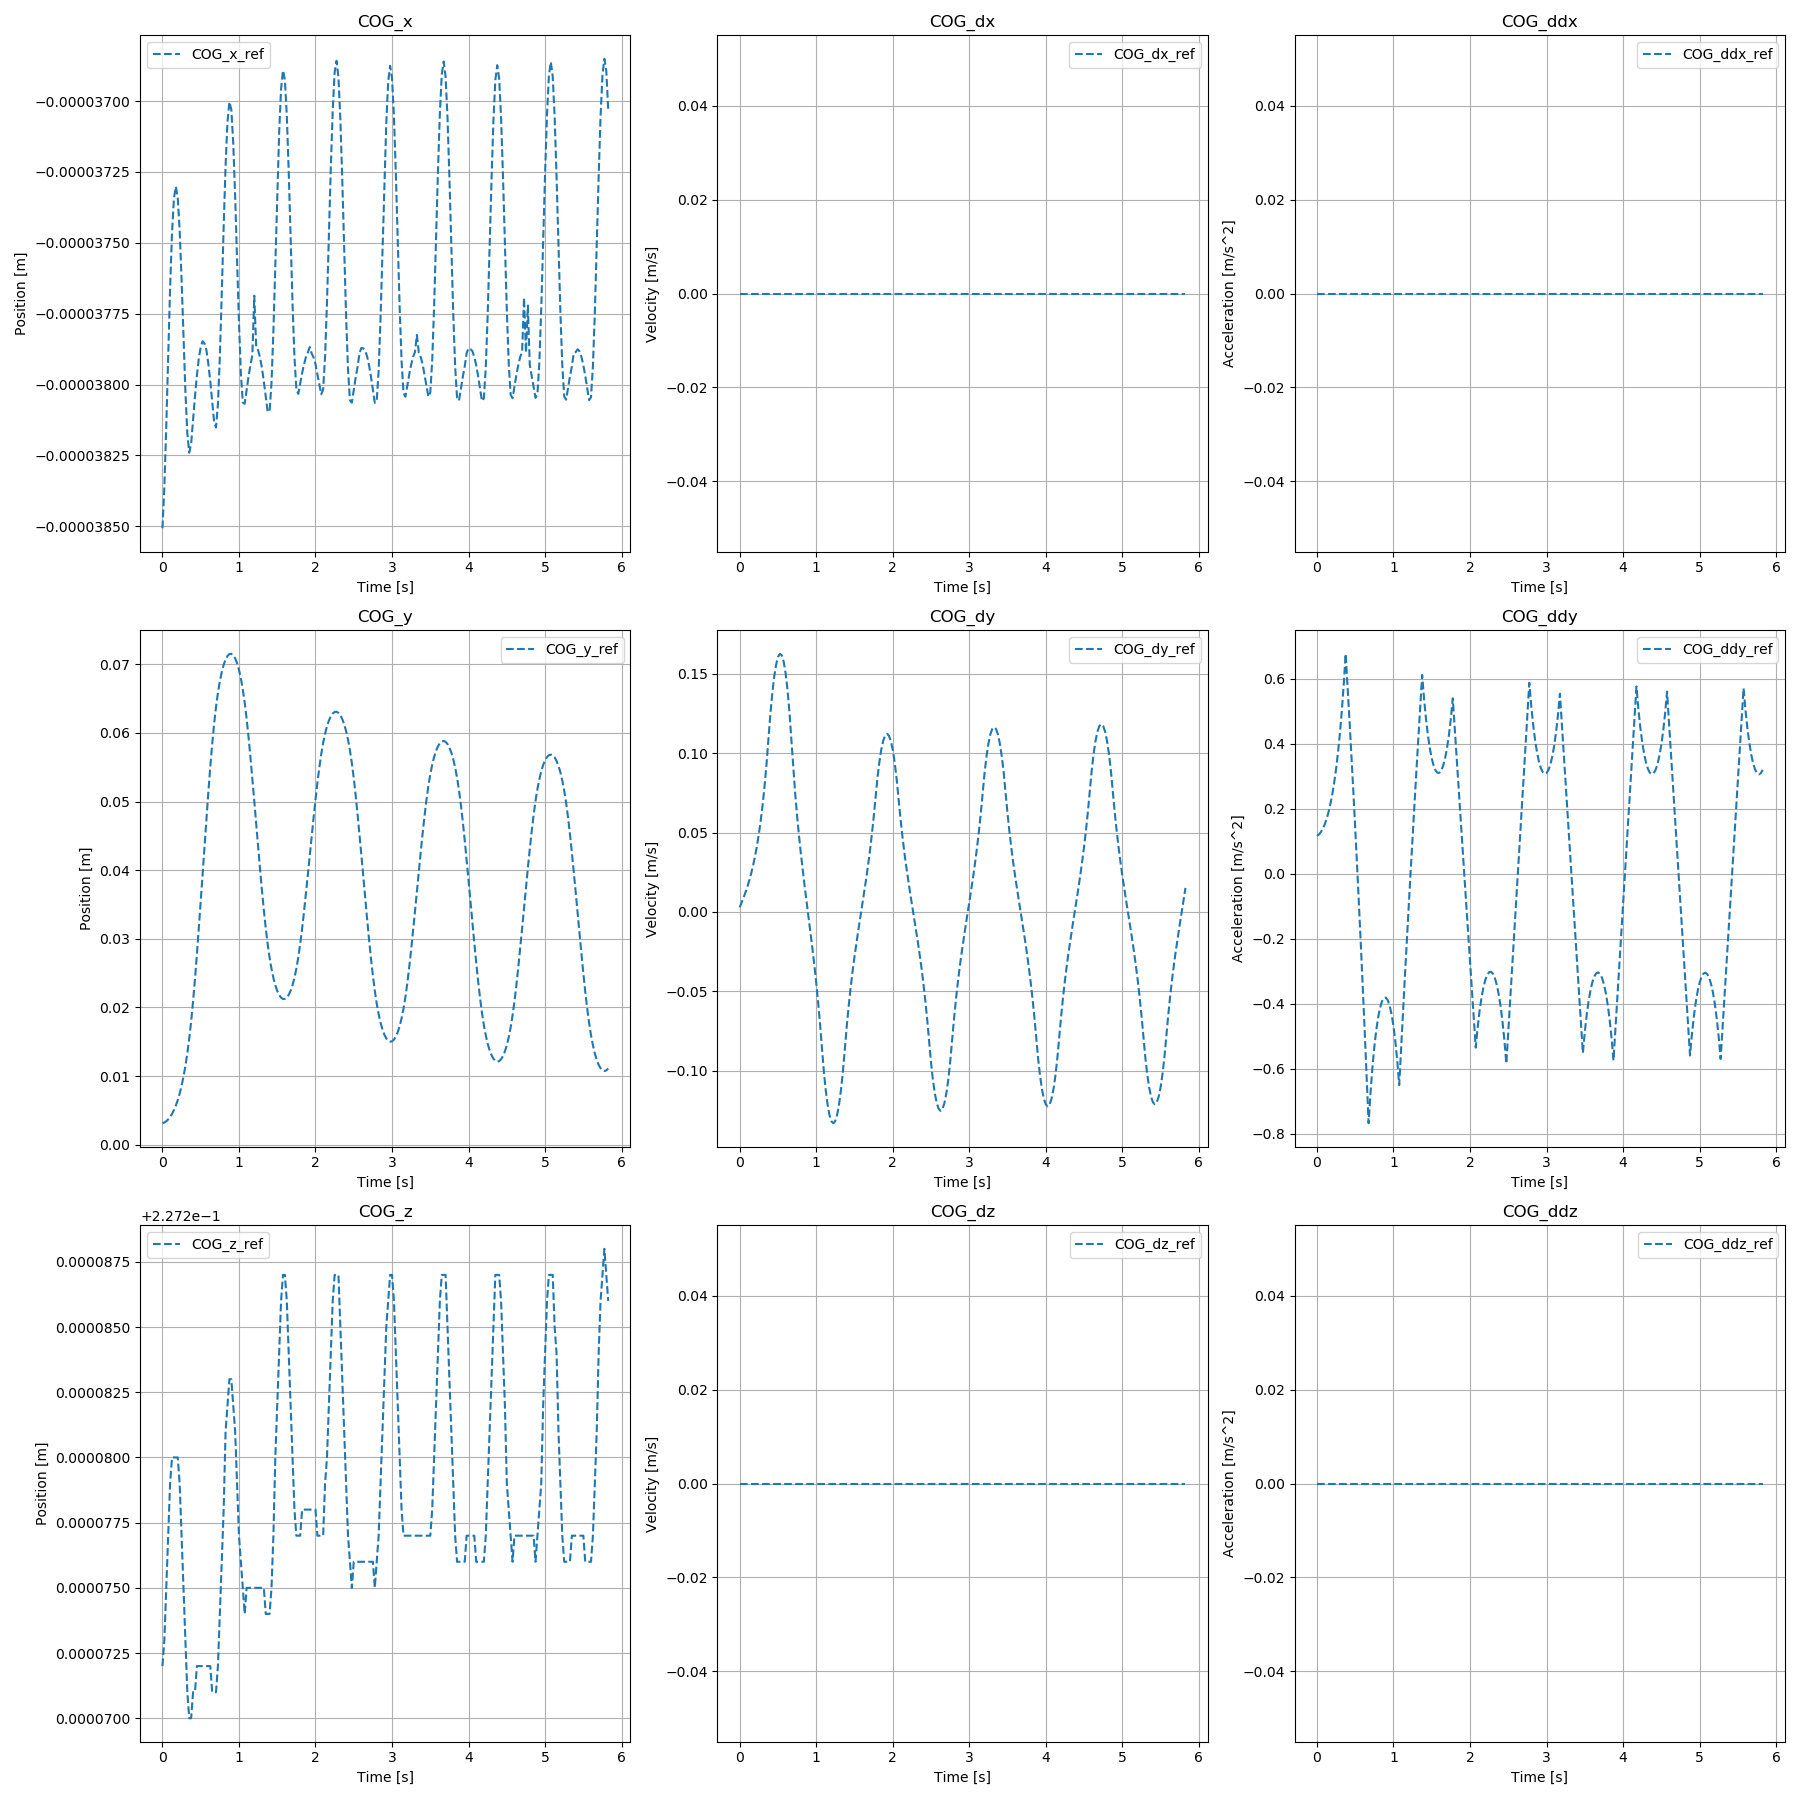 COG_x
COG_x_ref
−0.00003700
−0.00003725
−0.00003750
−0.00003775
−0.00003800
−0.00003825
−0.00003850
Position [m]
0 1 2 3 4 5 6
Time [s]
COG_dx
COG_dx_ref
0.04
0.02
0.00
−0.02
−0.04
Velocity [m/s]
0 1 2 3 4 5 6
Time [s]
COG_ddx
COG_ddx_ref
0.04
0.02
0.00
−0.02
−0.04
Acceleration [m/s^2]
0 1 2 3 4 5 6
Time [s]
COG_y
COG_y_ref
0.07
0.06
0.05
0.04
0.03
0.02
0.01
0.00
Position [m]
0 1 2 3 4 5 6
Time [s]
COG_dy
COG_dy_ref
0.15
0.10
0.05
0.00
−0.05
−0.10
Velocity [m/s]
0 1 2 3 4 5 6
Time [s]
COG_ddy
COG_ddy_ref
0.6
0.4
0.2
0.0
−0.2
−0.4
−0.6
−0.8
Acceleration [m/s^2]
0 1 2 3 4 5 6
Time [s]
COG_z
+2.272e−1
COG_z_ref
0.0000875
0.0000850
0.0000825
0.0000800
0.0000775
0.0000750
0.0000725
0.0000700
Position [m]
0 1 2 3 4 5 6
Time [s]
COG_dz
COG_dz_ref
0.04
0.02
0.00
−0.02
−0.04
Velocity [m/s]
0 1 2 3 4 5 6
Time [s]
COG_ddz
COG_ddz_ref
0.04
0.02
0.00
−0.02
−0.04
Acceleration [m/s^2]
0 1 2 3 4 5 6
Time [s]